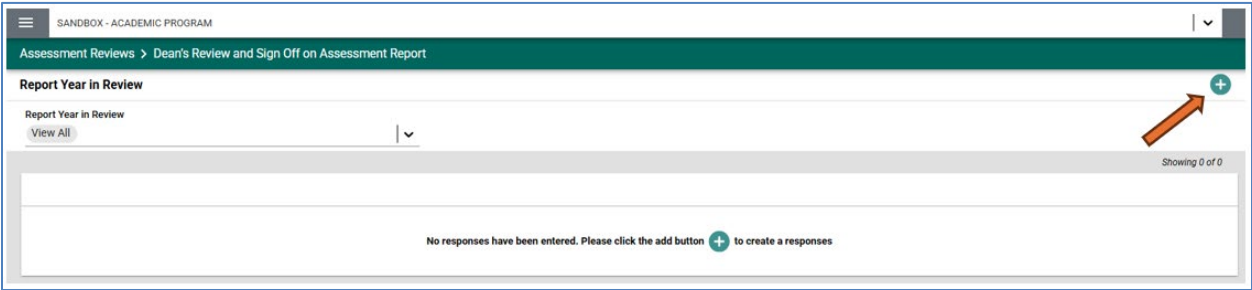 SANDBOX - ACADEMIC PROGRAM
Assessment Reviews > Dean's Review and Sign Off on Assessment Report
Report Year in Review
Report Year in Review
View All
Showing 0 of 0
No responses have been entered. Please click the add button + to create a responses